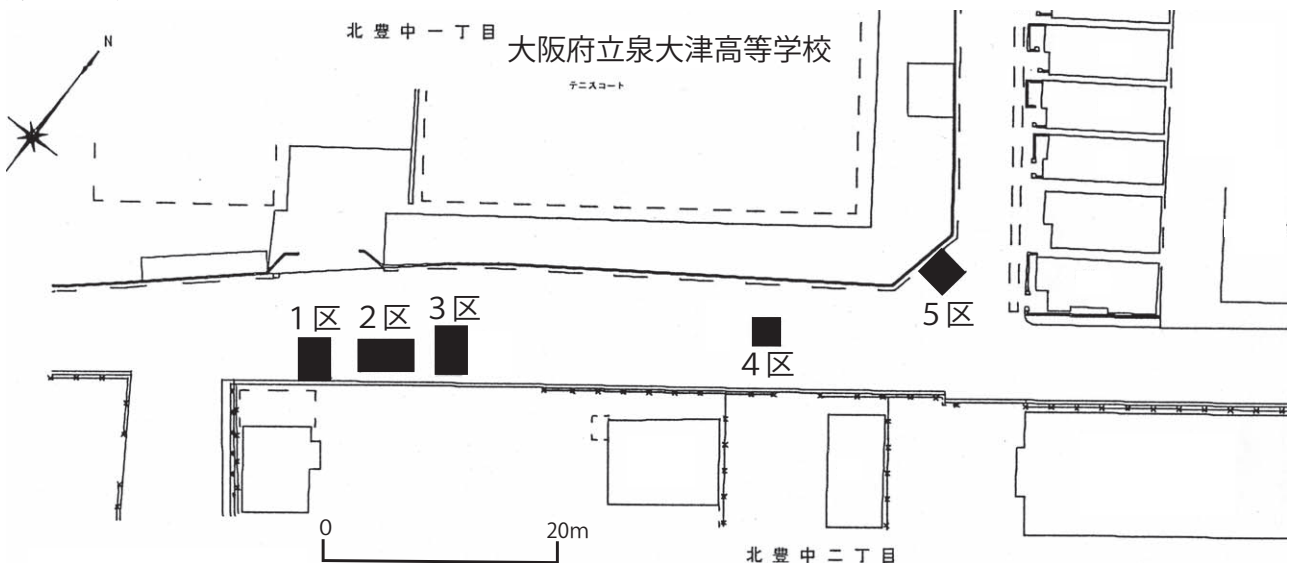 北豊中一丁目
大阪府立泉大津高等学校
テニスコート
N
1区
2区
3区
4区
5区
0
20m
北豊中二丁目